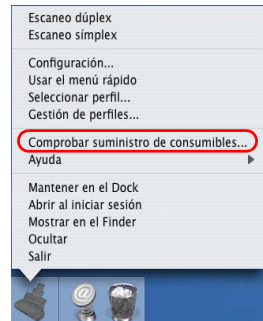 Escaneo dúplex
Escaneo símplex
Configuración...
Usar el menú rápido
Seleccionar perfil...
Gestión de perfiles...
Comprobar suministro de consumibles...
Ayuda
Mantener en el Dock
Abrir al iniciar sesión
Mostrar en el Finder
Ocultar
Salir